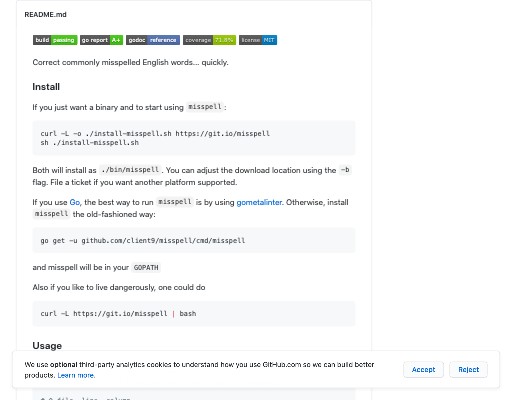 README.md
build passing go report A+ godoc reference coverage 71.8% license MIT
Correct commonly misspelled English words... quickly.
Install
If you just want a binary and to start using misspell :
curl -L -o ./install-misspell.sh https://git.io/misspell
sh ./install-misspell.sh
Both will install as ./bin/misspell . You can adjust the download location using the -b
flag. File a ticket if you want another platform supported.
If you use Go, the best way to run misspell is by using gometalinter. Otherwise, install
misspell the old-fashioned way:
go get -u github.com/client9/misspell/cmd/misspell
and misspell will be in your GOPATH
Also if you like to live dangerously, one could do
curl -L https://git.io/misspell | bash
Usage
We use optional third-party analytics cookies to understand how you use GitHub.com so we can build better
products. Learn more.
Accept Reject